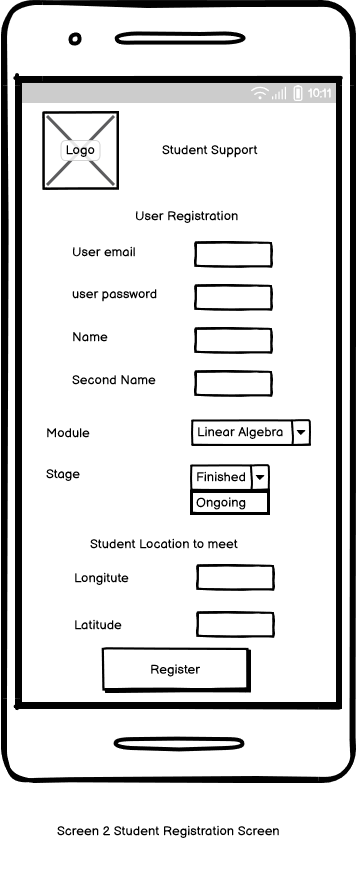 10:11
Logo
Student Support
User Registration
User email
user password
Name
Second Name
Module
Linear Algebra
Stage
Finished
Ongoing
Student Location to meet
Longitute
Latitude
Register
Screen 2 Student Registration Screen